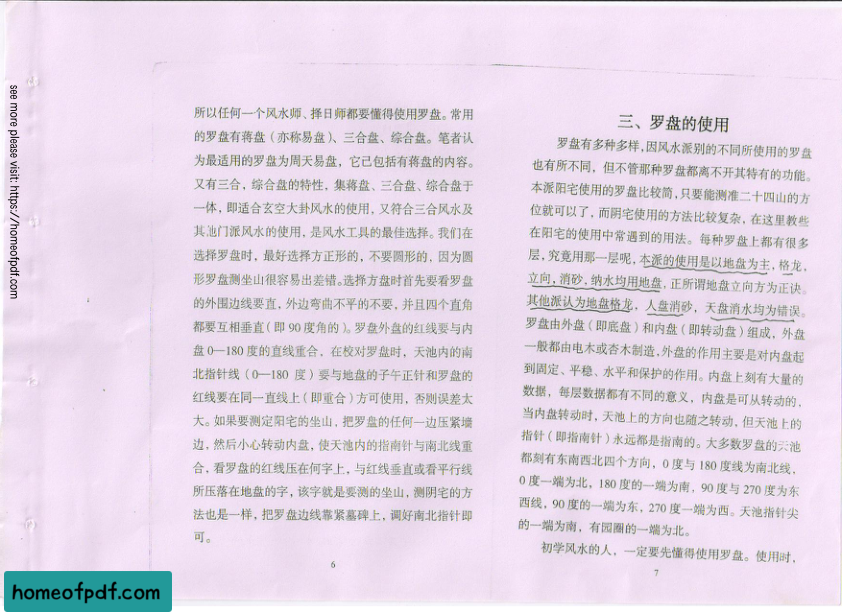 see more please visit: https://homeofpdf.com
所以任何一个风水师、择日师都要懂得使用罗盘。常用
的罗盘有蒋盘（亦称易盘）、三合盘、综合盘。笔者认
为最适用的罗盘为周天易盘，它己包括有蒋盘的内容。
又有三合，综合盘的特性，集蒋盘、三合盘、综合盘于
一体，即适合玄空大卦风水的使用，又符合三合风水及
其他门派风水的使用，是风水工具的最佳选择。我们在
选择罗盘时，最好选择方正形的，不要圆形的，因为圆
形罗盘测坐山很容易出差错。选择方盘时首先要看罗盘
的外围边线要直，外边弯曲不平的不要，并且四个直角
都要互相垂直（即 90 度角的）。罗盘外盘的红线要与内
盘 0—180 度的直线重合，在校对罗盘时，天池内的南
北指针线（0—180 度）要与地盘的子午正针和罗盘的
红线要在同一直线上（即重合）方可使用，否则误差太
大。如果要测定阳宅的坐山，把罗盘的任何一边压紧墙
边，然后小心转动内盘，使天池内的指南针与南北线重
合，看罗盘的红线压在何字上，与红线垂直或看平行线
所压落在地盘的字，该字就是要测的坐山，测阴宅的方
法也是一样，把罗盘边线靠紧墓碑上，调好南北指针即
可。
6
三、罗盘的使用
罗盘有多种多样，因风水派别的不同所使用的罗盘
也有所不同，但不管那种罗盘都离不开其特有的功能。
本派阳宅使用的罗盘比较简，只要能测准二十四山的方
位就可以了，而阴宅使用的方法比较复杂，在这里教些
在阳宅的使用中常遇到的用法。每种罗盘上都有很多
层，究竟用那一层呢，本派的使用是以地盘为主，格龙，
立向，消砂，纳水均用地盘，正所谓地盘立向方为正诀。
其他派认为地盘格龙，人盘消砂，天盘消水均为错误。
罗盘由外盘（即底盘）和内盘（即转动盘）组成，外盘
一般都由电木或杏木制造，外盘的作用主要是对内盘起
到固定、平稳、水平和保护的作用。内盘上刻有大量的
数据，每层数据都有不同的意义，内盘是可从转动的，
当内盘转动时，天池上的方向也随之转动，但天池上的
指针（即指南针）永远都是指南的。大多数罗盘的天池
都刻有东南西北四个方向，0 度与 180 度线为南北线，
0 度一端为北，180 度的一端为南，90 度与 270 度为东
西线，90 度的一端为东，270 度一端为西。天池指针尖
的一端为南，有园圈的一端为北。
初学风水的人，一定要先懂得使用罗盘。使用时，
7
homeofpdf.com